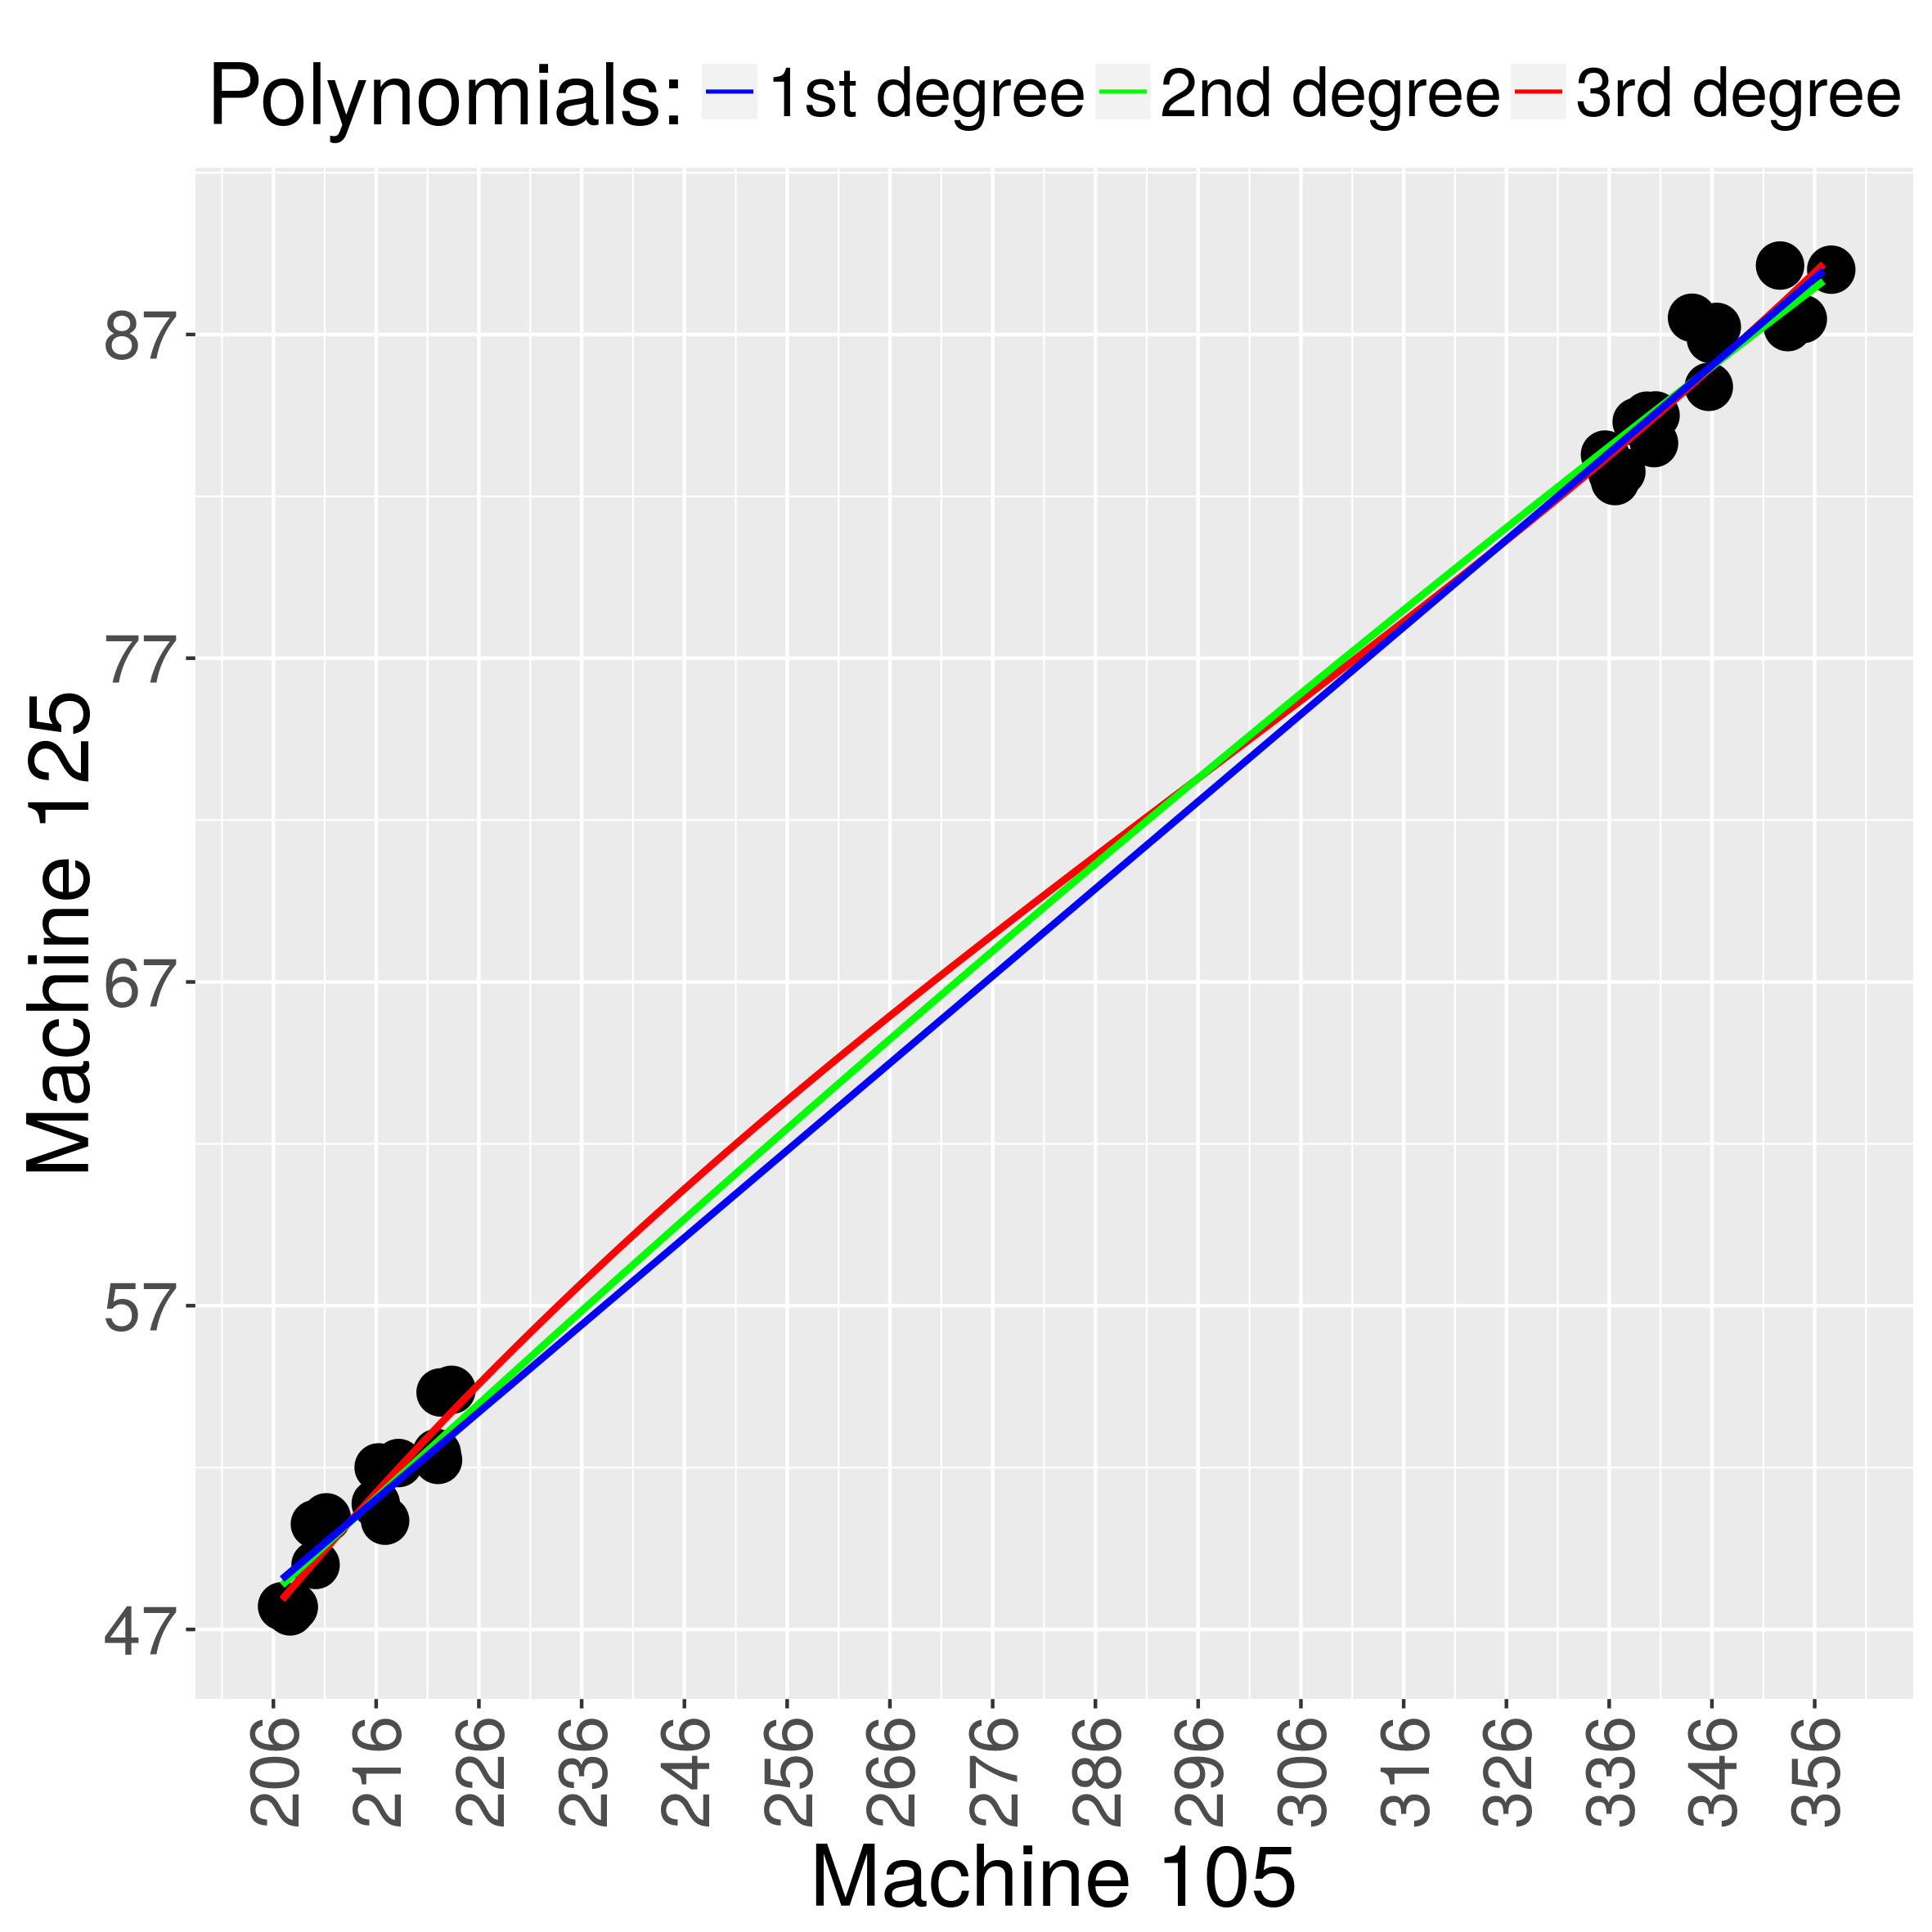 Polynomials: 1st degree 2nd degree 3rd degree
Machine 125
87
77
67
57
47
206 216 226 236 246 256 266 276 286 296 306 316 326 336 346 356
Machine 105